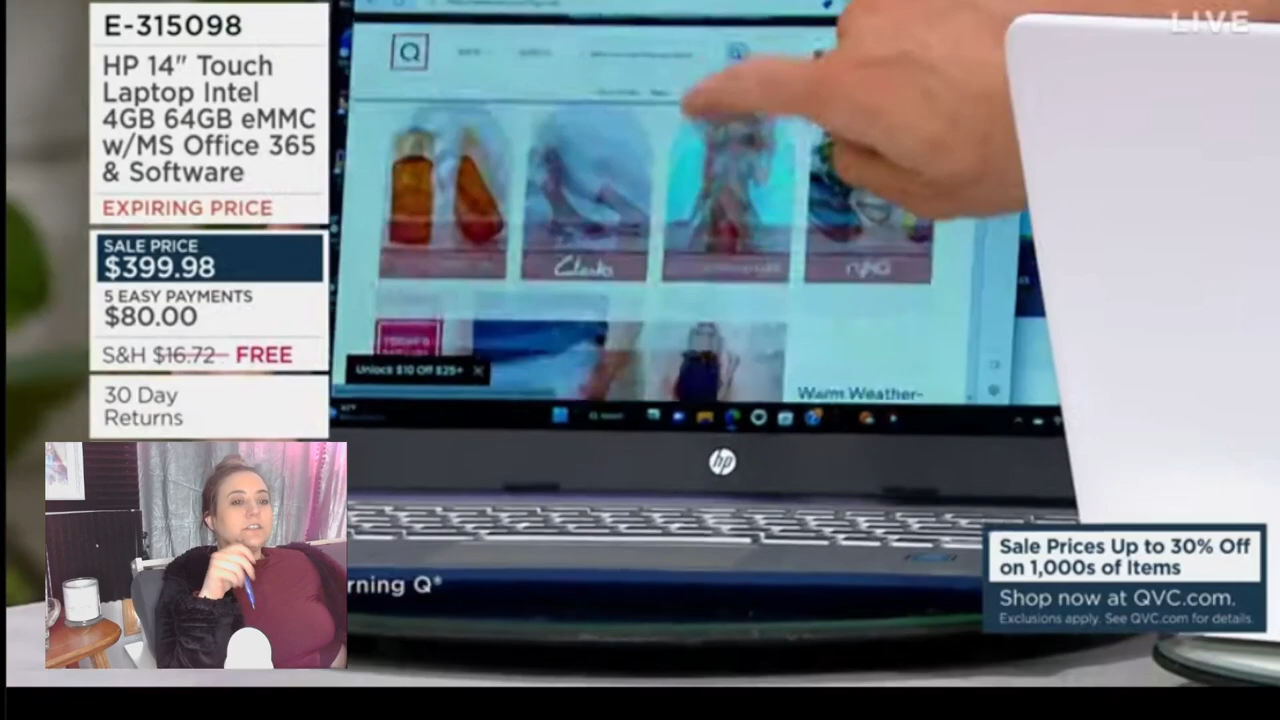 E-315098
HP 14" Touch
Laptop Intel
4GB 64GB eMMC
w/MS Office 365
& Software
EXPIRING PRICE
SALE PRICE
$399.98
5 EASY PAYMENTS
$80.00
S&H $16.72 FREE
30 Day
Returns
LIVE
Q
Clarks
Unlock $10 Off $25+ X
Warm Weather-
hp
rning Q®
Sale Prices Up to 30% Off
on 1,000s of Items
Shop now at QVC.com.
Exclusions apply. See QVC.com for details.